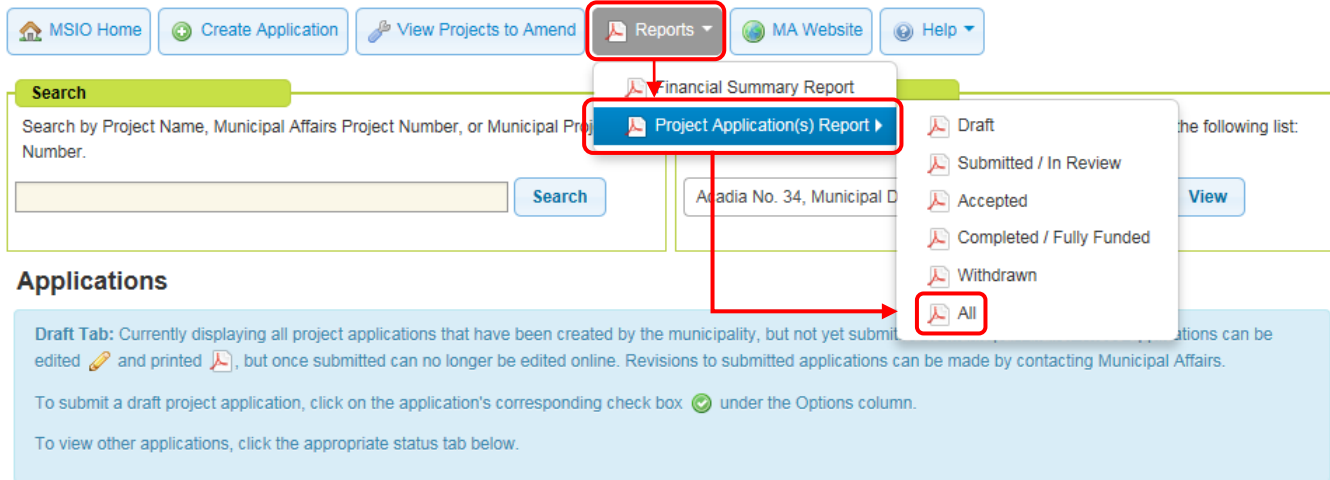 MSIO Home Create Application View Projects to Amend Reports MA Website Help
Search
Financial Summary Report
Search by Project Name, Municipal Affairs Project Number, or Municipal Proj
Number.
Project Application(s) Report
Draft
Submitted / In Review
Accepted
Completed / Fully Funded
Withdrawn
All
the following list:
Search
Acadia No. 34, Municipal D
View
Applications
Draft Tab: Currently displaying all project applications that have been created by the municipality, but not yet submit ations can be
edited and printed , but once submitted can no longer be edited online. Revisions to submitted applications can be made by contacting Municipal Affairs.
To submit a draft project application, click on the application's corresponding check box under the Options column.
To view other applications, click the appropriate status tab below.